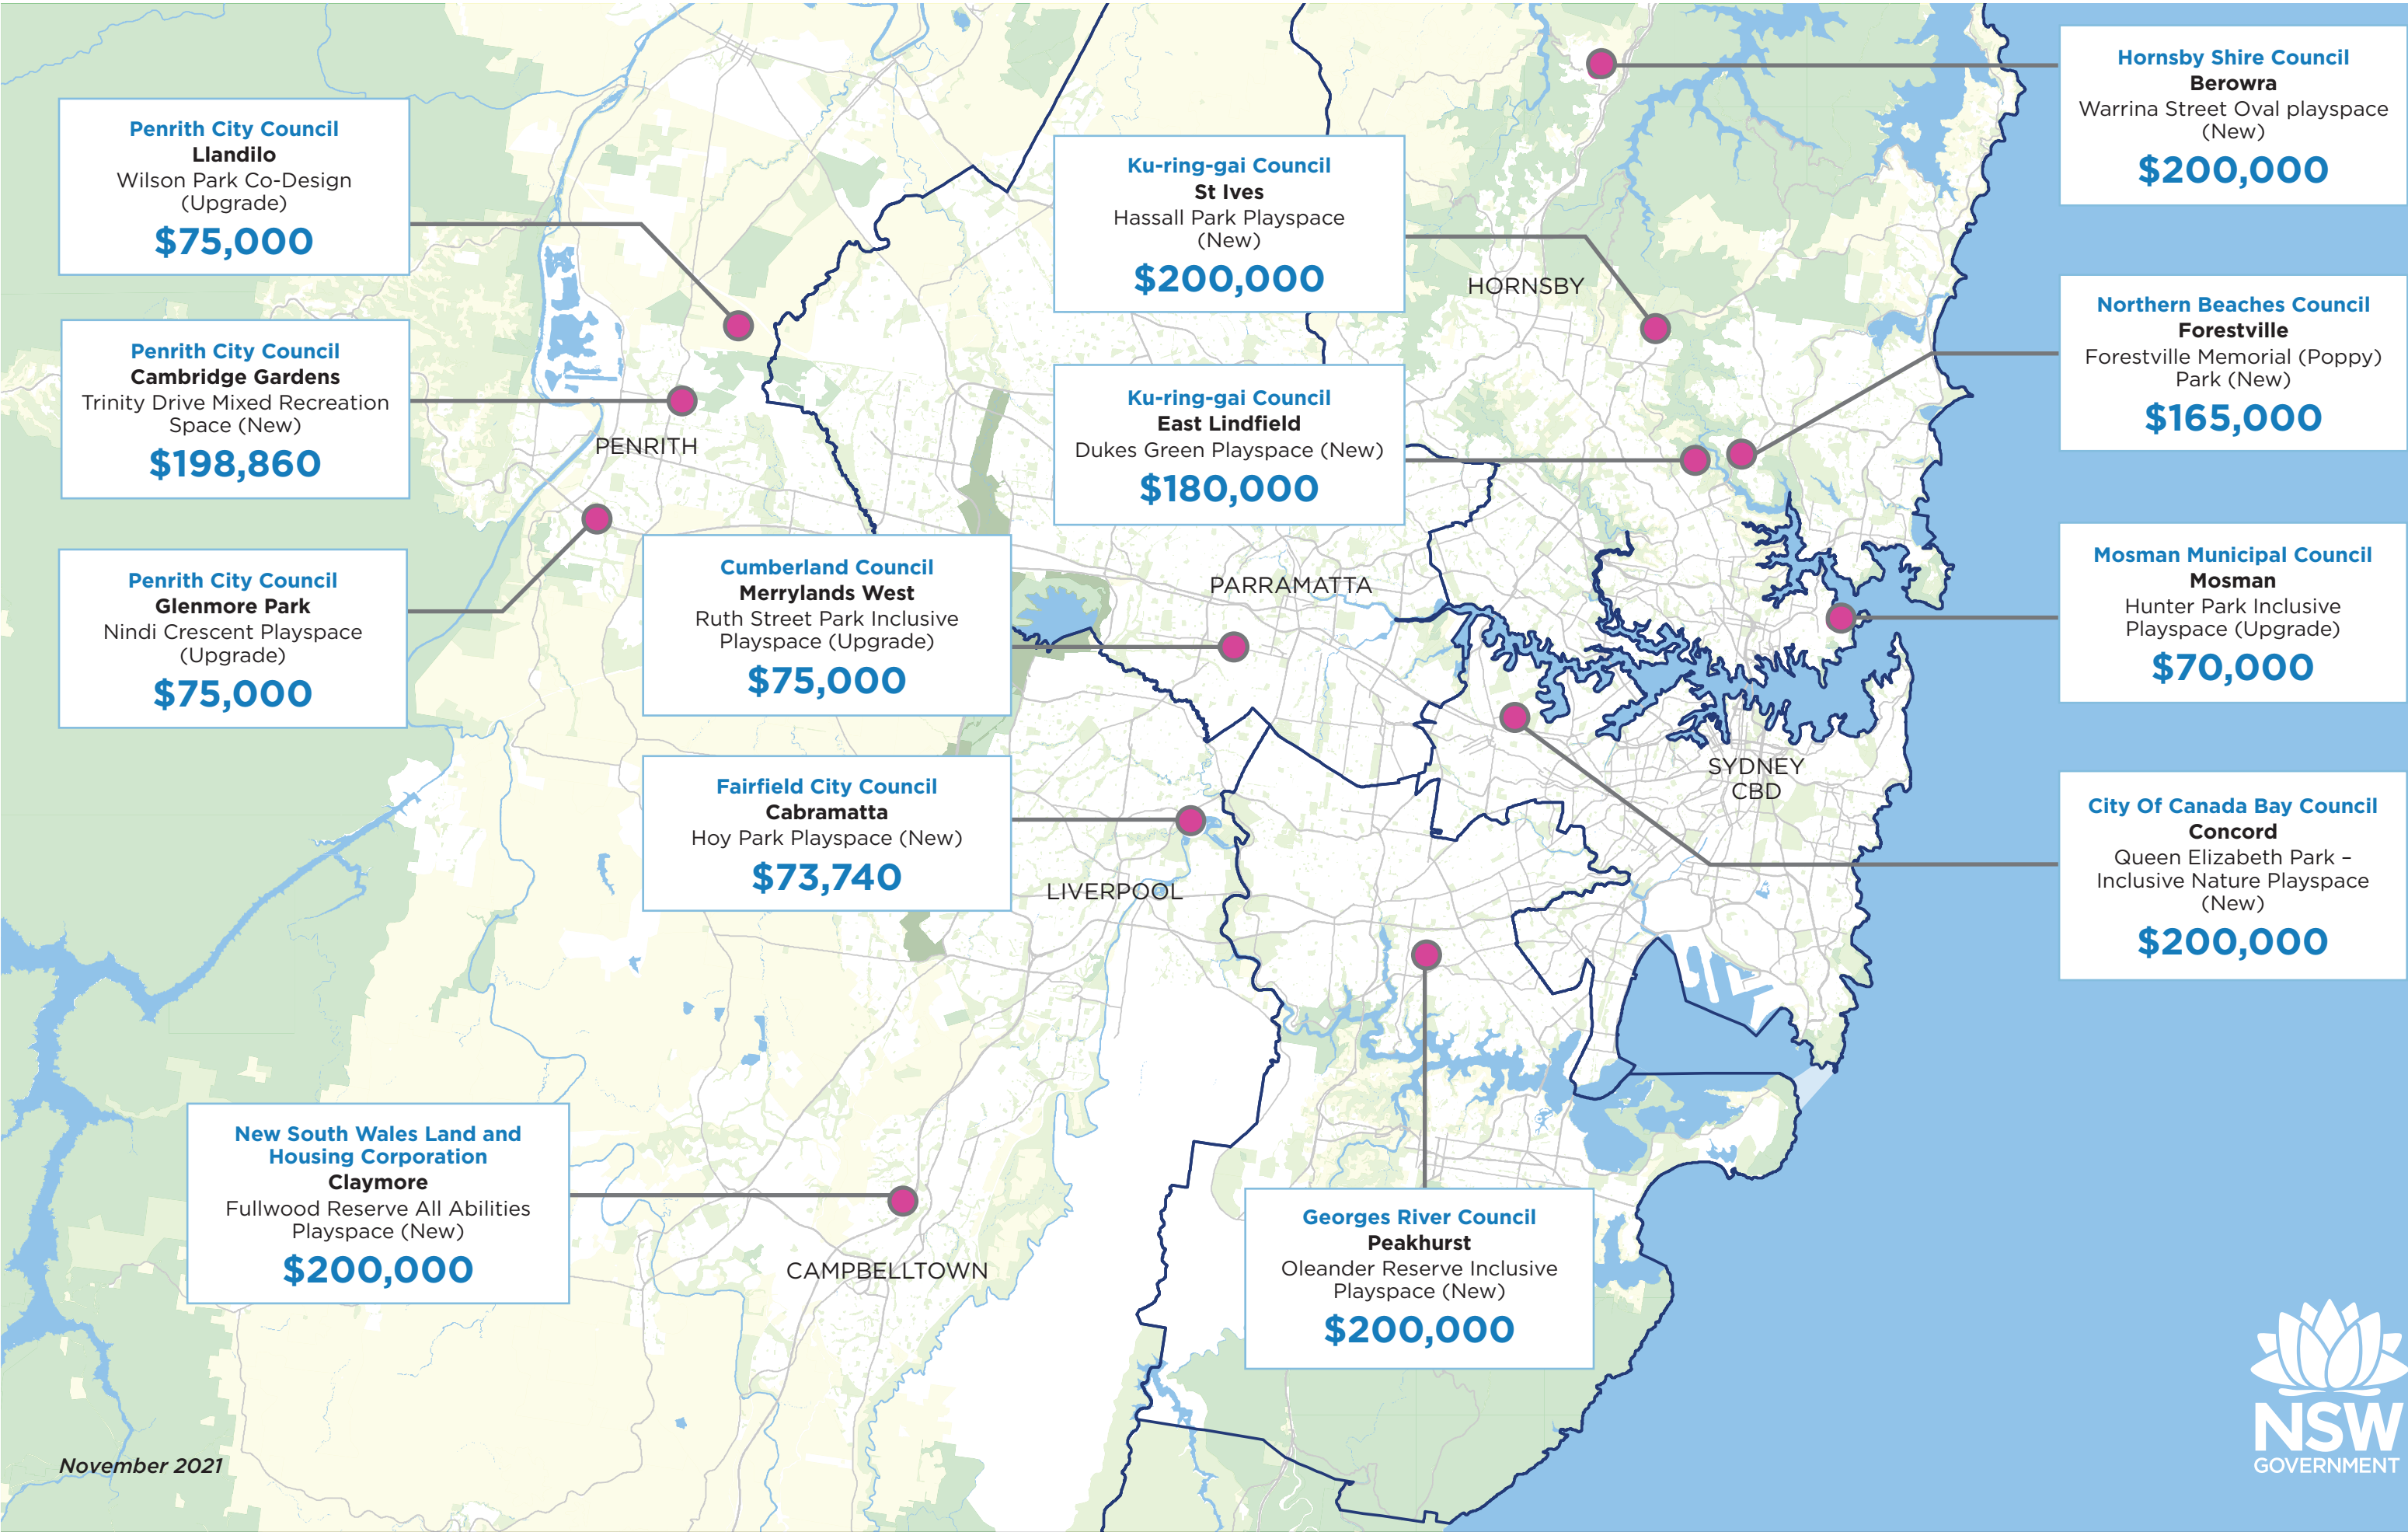 Penrith City Council
Llandilo
Wilson Park Co-Design
(Upgrade)
$75,000
Penrith City Council
Cambridge Gardens
Trinity Drive Mixed Recreation
Space (New)
$198,860
Penrith City Council
Glenmore Park
Nindi Crescent Playspace
(Upgrade)
$75,000
PENRITH
Cumberland Council
Merrylands West
Ruth Street Park Inclusive
Playspace (Upgrade)
$75,000
Fairfield City Council
Cabramatta
Hoy Park Playspace (New)
$73,740
New South Wales Land and
Housing Corporation
Claymore
Fullwood Reserve All Abilities
Playspace (New)
$200,000
CAMPBELLTOWN
LIVERPOOL
PARRAMATTA
Ku-ring-gai Council
St Ives
Hassall Park Playspace
(New)
$200,000
Ku-ring-gai Council
East Lindfield
Dukes Green Playspace (New)
$180,000
HORNSBY
SYDNEY
CBD
Georges River Council
Peakhurst
Oleander Reserve Inclusive
Playspace (New)
$200,000
Hornsby Shire Council
Berowra
Warrina Street Oval playspace
(New)
$200,000
Northern Beaches Council
Forestville
Forestville Memorial (Poppy)
Park (New)
$165,000
Mosman Municipal Council
Mosman
Hunter Park Inclusive
Playspace (Upgrade)
$70,000
City Of Canada Bay Council
Concord
Queen Elizabeth Park –
Inclusive Nature Playspace
(New)
$200,000
November 2021
NSW
GOVERNMENT